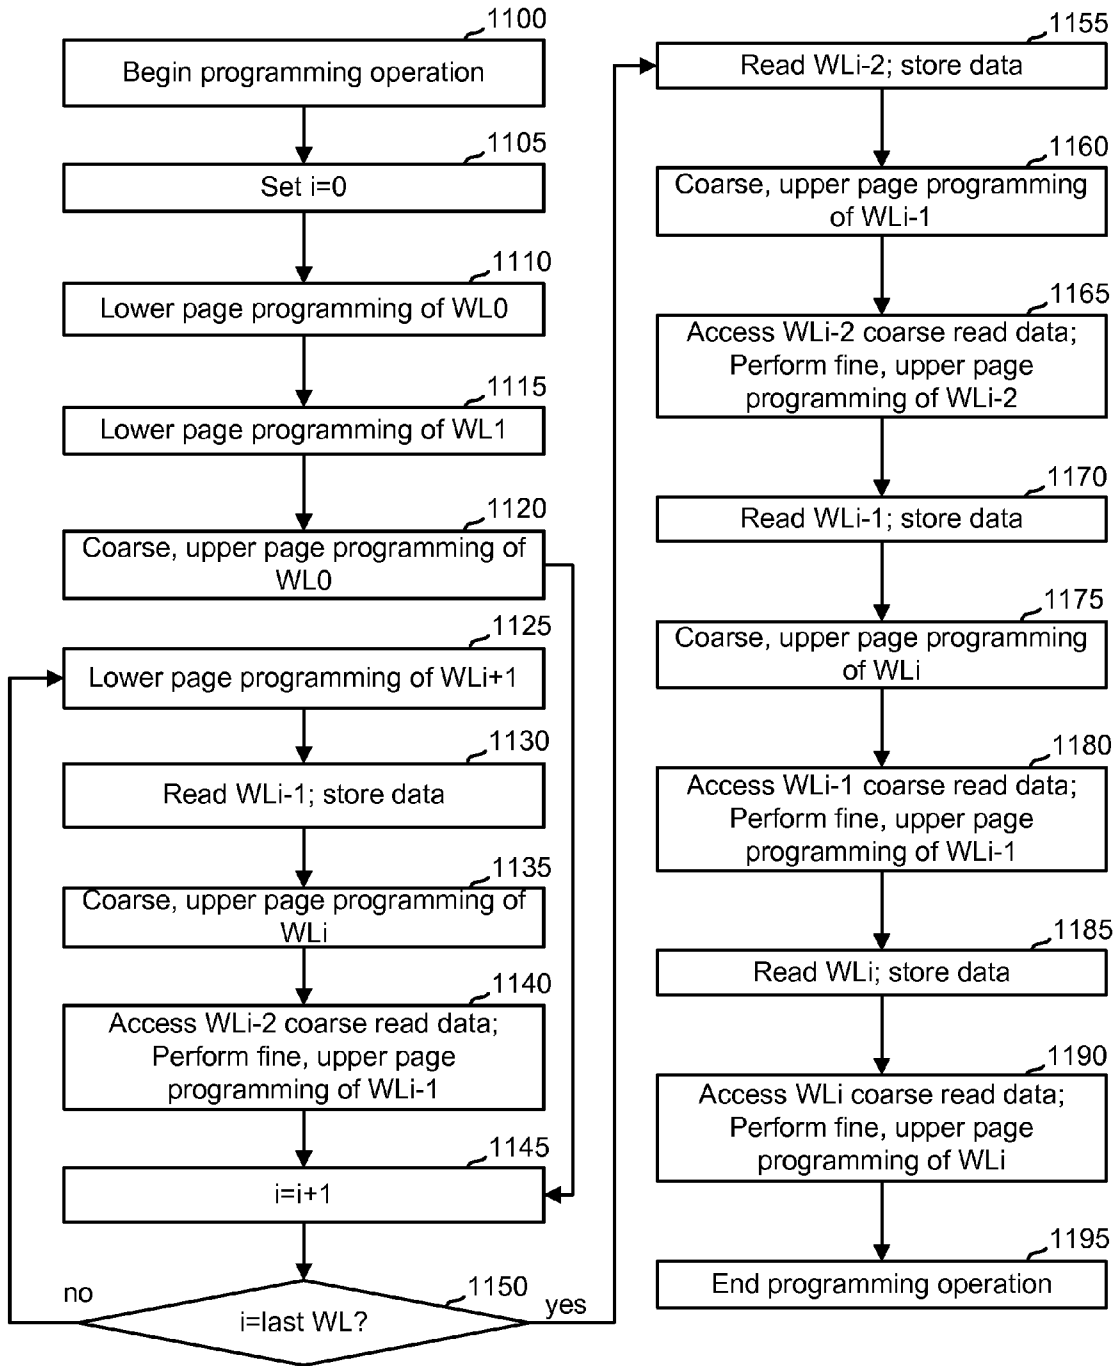 1100
Begin programming operation
1105
Set i=0
1110
Lower page programming of WL0
1115
Lower page programming of WL1
1120
Coarse, upper page programming of
WL0
1125
Lower page programming of WLi+1
1130
Read WLi-1; store data
1135
Coarse, upper page programming of
WLi
1140
Access WLi-2 coarse read data;
Perform fine, upper page
programming of WLi-1
1145
i=i+1
1150
i=last WL?
no
yes
1155
Read WLi-2; store data
1160
Coarse, upper page programming
of WLi-1
1165
Access WLi-2 coarse read data;
Perform fine, upper page
programming of WLi-2
1170
Read WLi-1; store data
1175
Coarse, upper page programming
of WLi
1180
Access WLi-1 coarse read data;
Perform fine, upper page
programming of WLi-1
1185
Read WLi; store data
1190
Access WLi coarse read data;
Perform fine, upper page
programming of WLi
1195
End programming operation